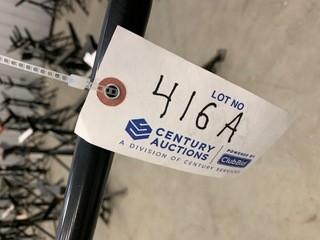 LOT NO
416A
CENTURY
AUCTIONS
A DIVISION OF CENTURY SERVICES
POWERED BY
ClubBid